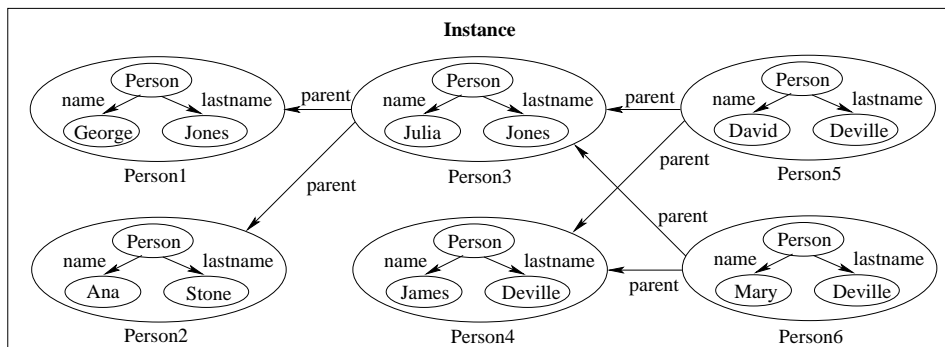 Instance
Person Person Person
name lastname parent name lastname parent name lastname
George Jones Julia Jones David Deville
Person1 Person3 Person5
parent parent
Person Person parent Person
name lastname name lastname name lastname
Ana Stone James Deville parent Mary Deville
Person2 Person4 Person6